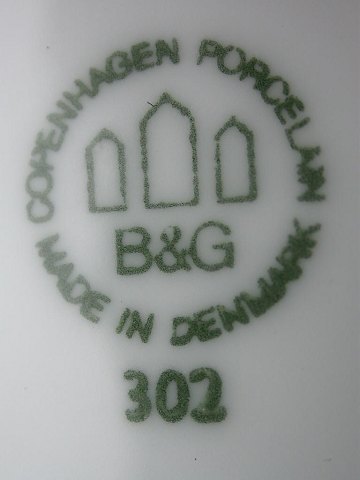 COPENHAGEN PORCELAIN
B&G
MADE IN DENMARK
302